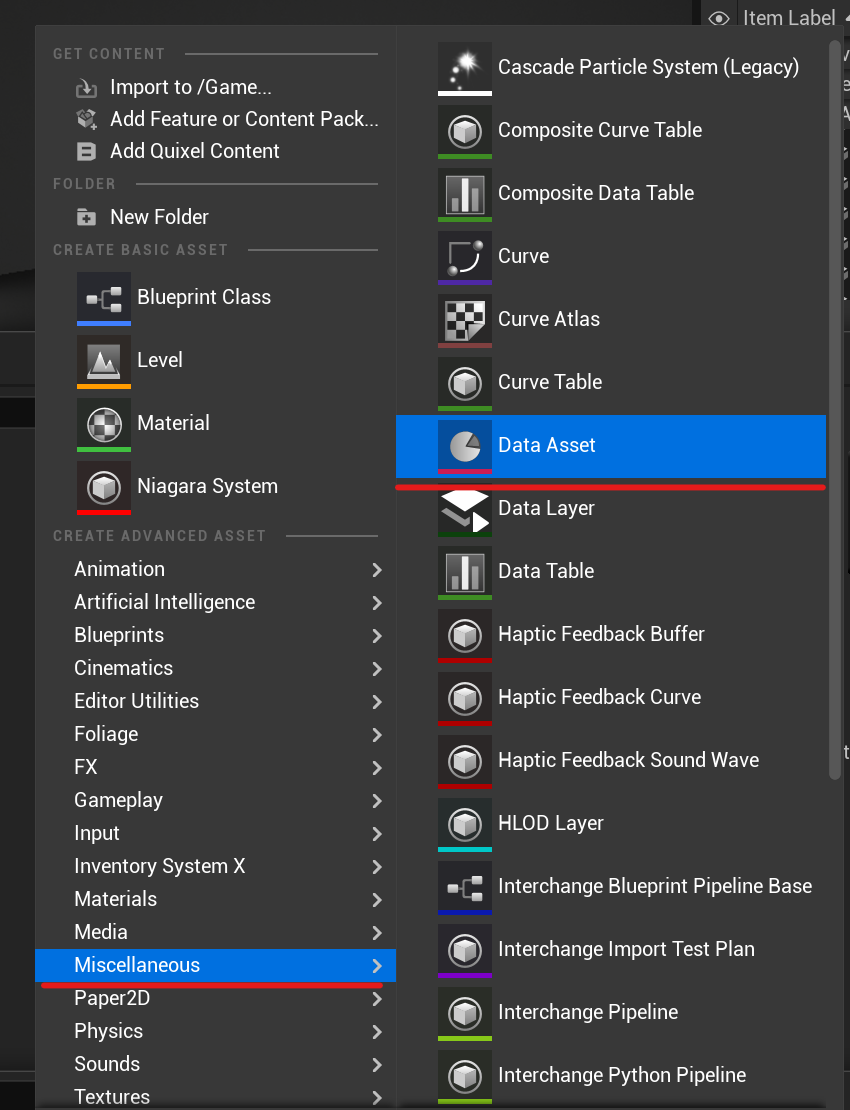 Item Label
GET CONTENT
Import to /Game...
Add Feature or Content Pack...
Add Quixel Content
FOLDER
New Folder
CREATE BASIC ASSET
Blueprint Class
Level
Material
Niagara System
CREATE ADVANCED ASSET
Animation
Artificial Intelligence
Blueprints
Cinematics
Editor Utilities
Foliage
FX
Gameplay
Input
Inventory System X
Materials
Media
Miscellaneous
Paper2D
Physics
Sounds
Textures
Cascade Particle System (Legacy)
Composite Curve Table
Composite Data Table
Curve
Curve Atlas
Curve Table
Data Asset
Data Layer
Data Table
Haptic Feedback Buffer
Haptic Feedback Curve
Haptic Feedback Sound Wave
HLOD Layer
Interchange Blueprint Pipeline Base
Interchange Import Test Plan
Interchange Pipeline
Interchange Python Pipeline